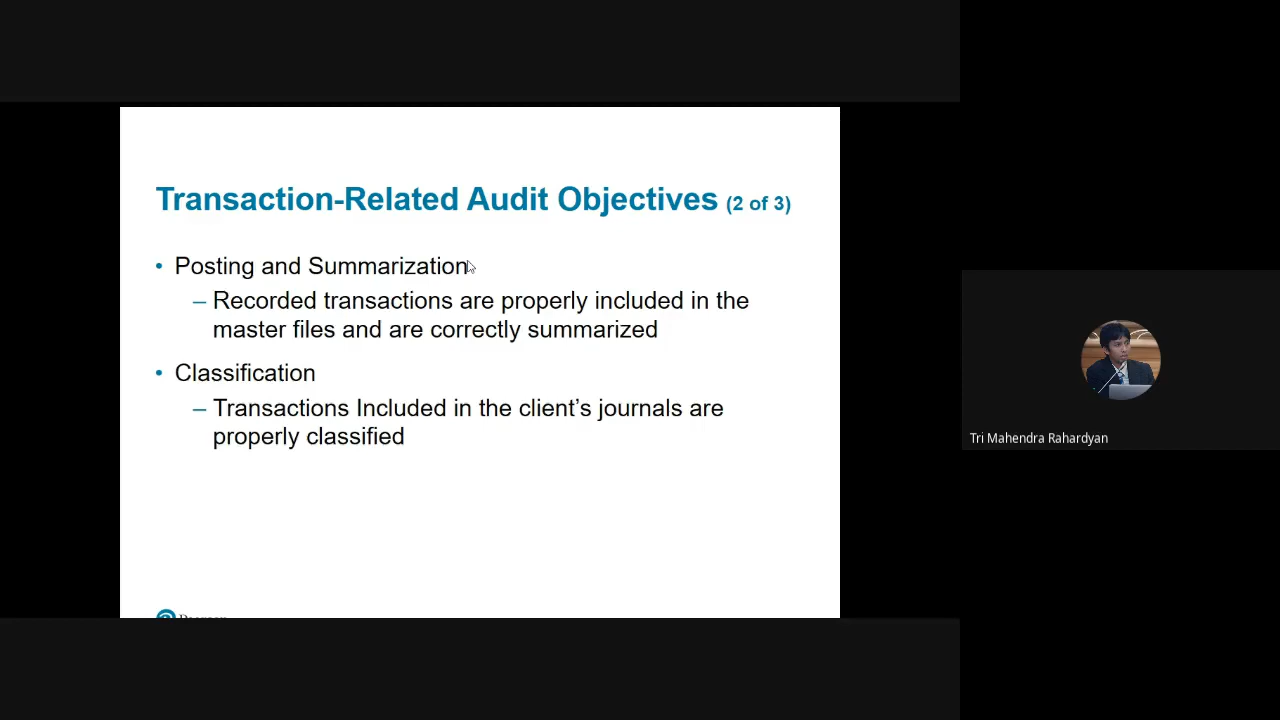 Transaction-Related Audit Objectives (2 of 3)
• Posting and Summarization
– Recorded transactions are properly included in the
master files and are correctly summarized
• Classification
– Transactions Included in the client’s journals are
properly classified
Tri Mahendra Rahardyan